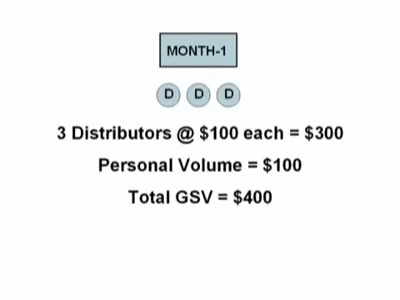 MONTH-1
D D D
3 Distributors @ $100 each = $300
Personal Volume = $100
Total GSV = $400